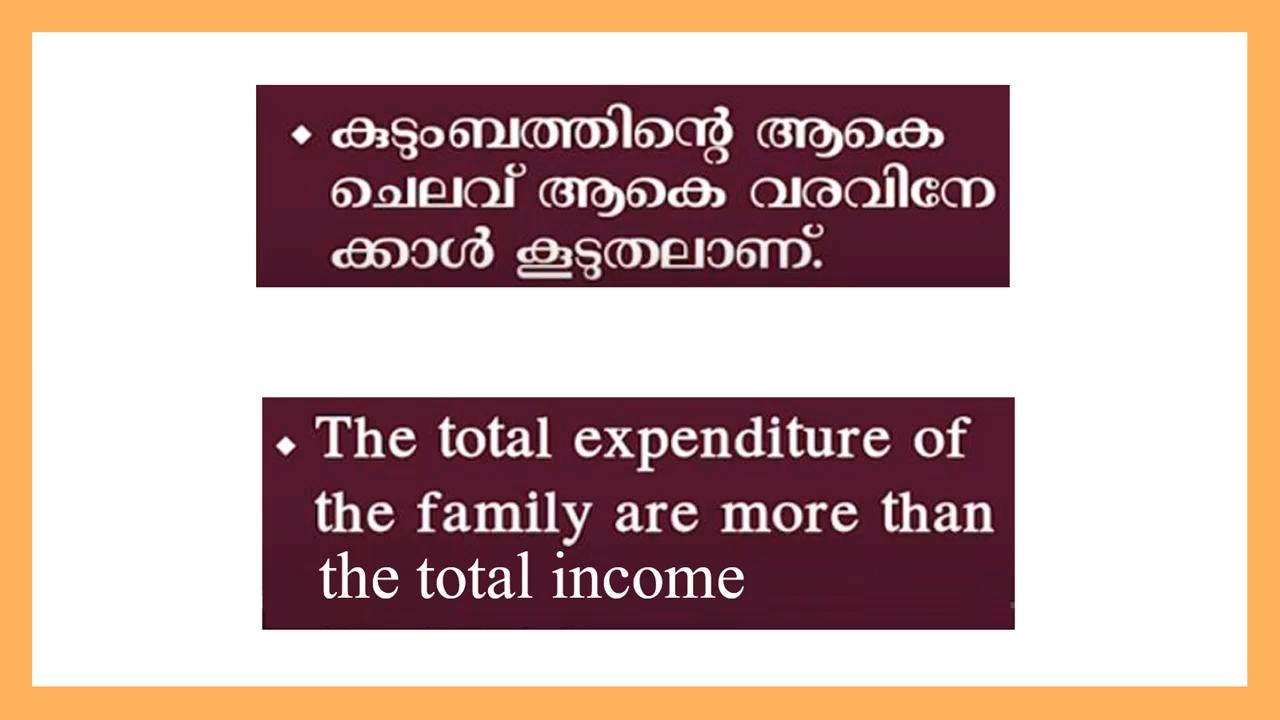 ◆ കുടുംബത്തിന്റെ ആകെ
ചെലവ് ആകെ വരവിനേ
ക്കാൾ കൂടുതലാണ്.
◆ The total expenditure of
the family are more than
the total income